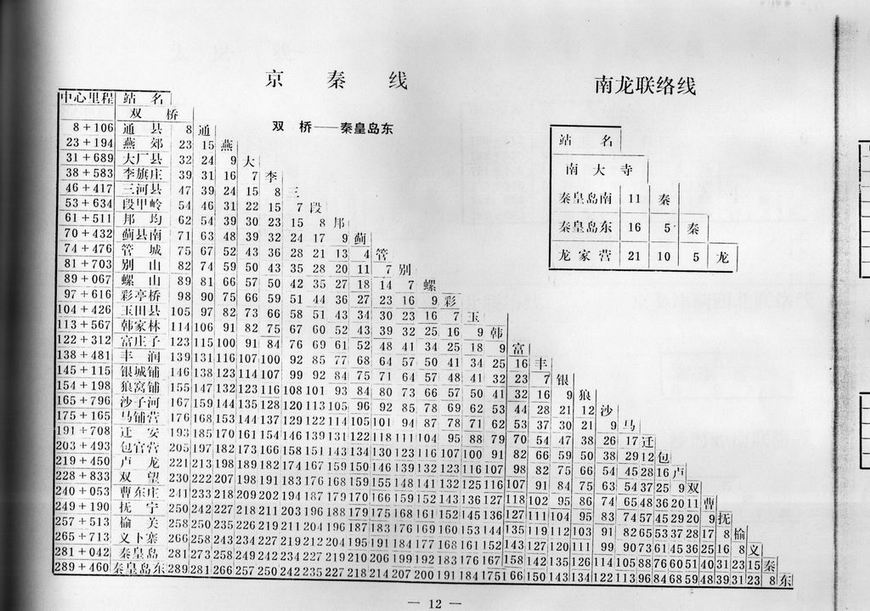 京 秦 线
双 桥——秦皇岛东
中心里程 站 名
双 桥
8+106 通 县 8 通
23+194 燕 郊 23 15 燕
31+689 大厂县 32 24 9 大
38+583 李旗庄 39 31 16 7 李
46+417 三河县 47 39 24 15 8 三
53+634 段甲岭 54 46 31 22 15 7 段
61+511 邦 均 62 54 39 30 23 15 8 邦
70+432 蓟县南 71 63 48 39 32 24 17 9 蓟
74+476 管 城 75 67 52 43 36 28 21 13 4 管
81+703 别 山 82 74 59 50 43 35 28 20 11 7 别
89+067 螺 山 89 81 66 57 50 42 35 27 18 14 7 螺
97+616 彩亭桥 98 90 75 66 59 51 44 36 27 23 16 9 彩
104+426 玉田县 105 97 82 73 66 58 51 43 34 30 23 16 7 玉
113+567 韩家林 114 106 91 82 75 67 60 52 43 39 32 25 16 9 韩
122+312 富庄子 123 115 100 91 84 76 69 61 52 48 41 34 25 18 9 富
138+481 丰 润 139 131 116 107 100 92 85 77 68 64 57 50 41 34 25 16 丰
145+115 银城铺 146 138 123 114 107 99 92 84 75 71 64 57 48 41 32 23 7 银
154+198 狼窝铺 155 147 132 123 116 108 101 93 84 80 73 66 57 50 41 32 16 9 狼
165+796 沙子河 167 159 144 135 128 120 113 105 96 92 85 78 69 62 53 44 28 21 12 沙
175+165 马铺营 176 168 153 144 137 129 122 114 105 101 94 87 78 71 62 53 37 30 21 9 马
191+708 迁 安 193 185 170 161 154 146 139 131 122 118 111 104 95 88 79 70 54 47 38 26 17 迁
203+493 包官营 205 197 182 173 166 158 151 143 134 130 123 116 107 100 91 82 66 59 50 38 29 12 包
219+450 卢 龙 221 213 198 189 182 174 167 159 150 146 139 132 123 116 107 98 82 75 66 54 45 28 16 卢
228+833 双 望 230 222 207 198 191 183 176 168 159 155 148 141 132 125 116 107 91 84 75 63 54 37 25 9 双
240+053 曹东庄 241 233 218 209 202 194 187 179 170 166 159 152 143 136 127 118 102 95 86 74 65 48 36 20 11 曹
249+190 抚 宁 250 242 227 218 211 203 196 188 179 175 168 161 152 145 136 127 111 104 95 83 74 57 45 29 20 9 抚
257+513 榆 关 258 250 235 226 219 211 204 196 187 183 176 169 160 153 144 135 119 112 103 91 82 65 53 37 28 17 8 榆
265+713 义卜寨 266 258 243 234 227 219 212 204 195 191 184 177 168 161 152 143 127 120 111 99 90 73 61 45 36 25 16 8 义
281+042 秦皇岛 281 273 258 249 242 234 227 219 210 206 199 192 183 176 167 158 142 135 126 114 105 88 76 60 51 40 31 23 15 秦
289+460 秦皇岛东 289 281 266 257 250 242 235 227 218 214 207 200 191 184 175 166 150 143 134 122 113 96 84 68 59 48 39 31 23 8 东
南龙联络线
站 名
南 大 寺
秦皇岛南 11 秦
秦皇岛东 16 5 秦
龙家营 21 10 5 龙
— 12 —